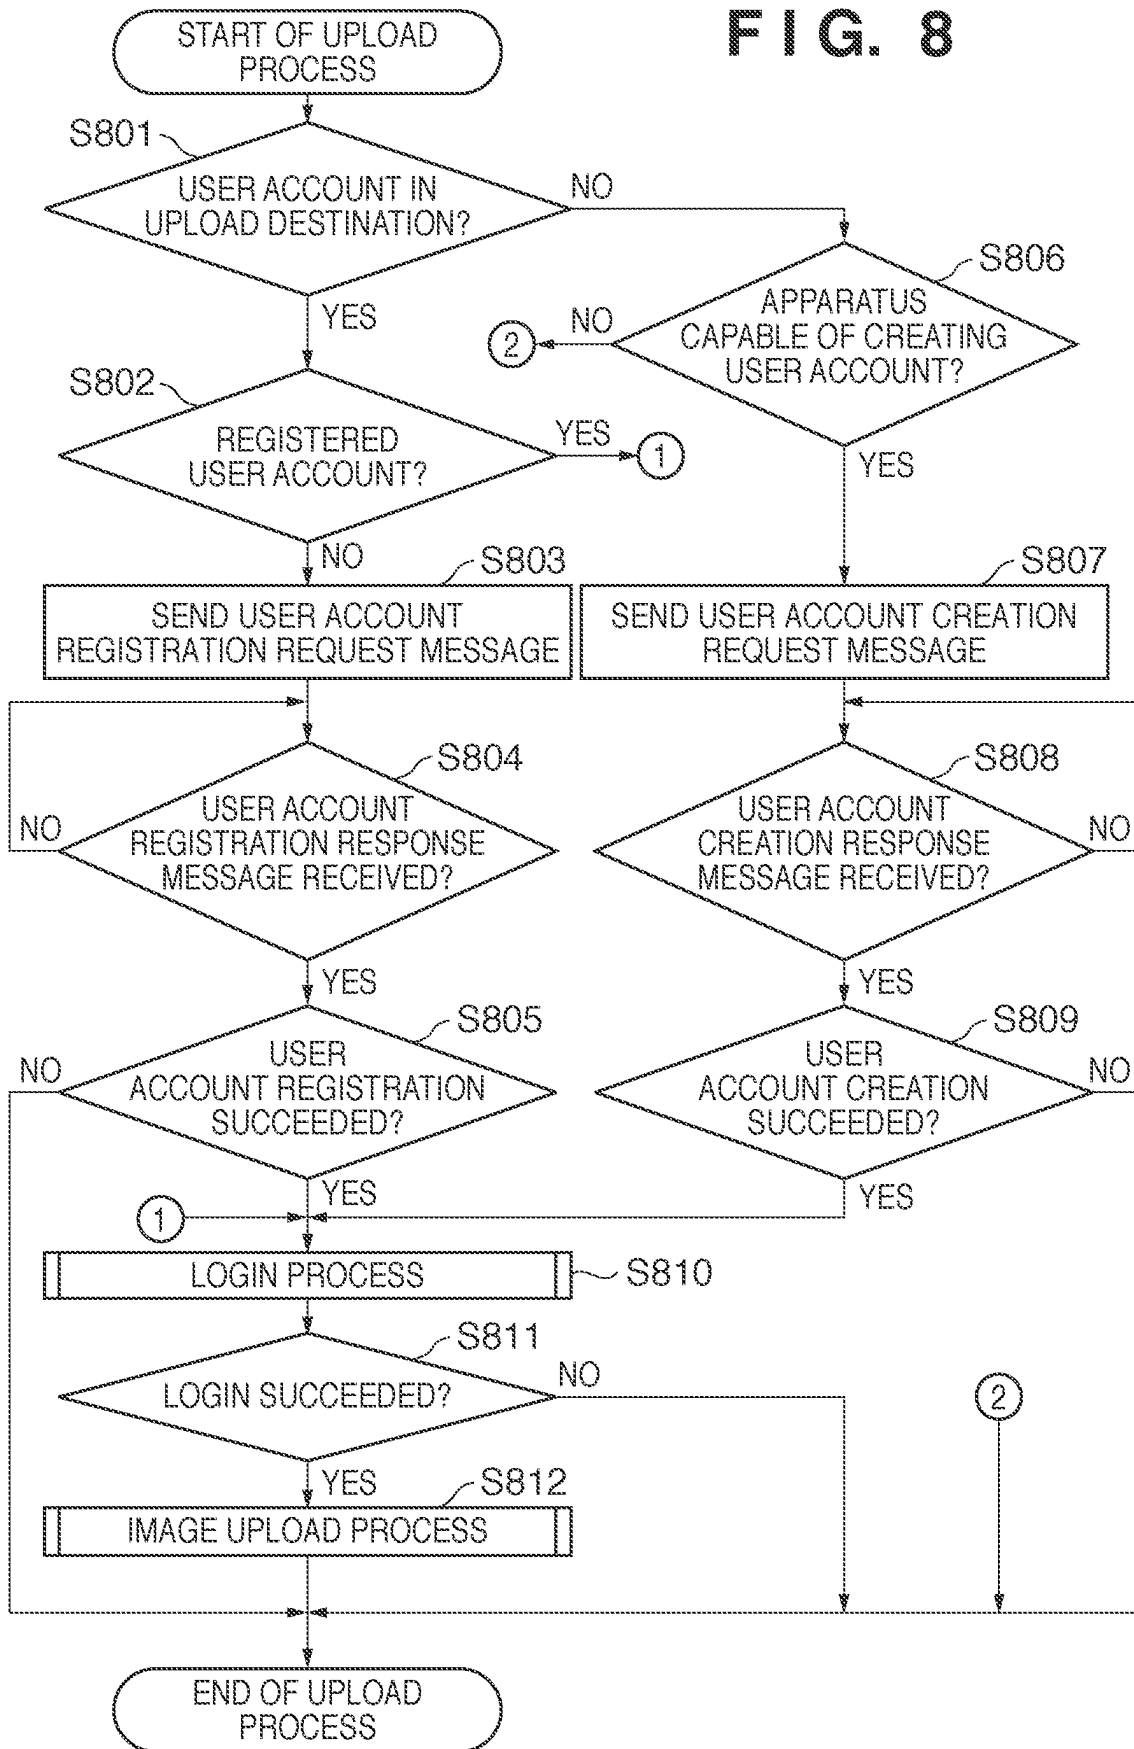 FIG. 8
START OF UPLOAD
PROCESS
S801
USER ACCOUNT IN
UPLOAD DESTINATION?
NO
YES
S806
APPARATUS
CAPABLE OF CREATING
USER ACCOUNT?
NO
2
YES
S802
REGISTERED
USER ACCOUNT?
YES
1
NO
S803
SEND USER ACCOUNT
REGISTRATION REQUEST MESSAGE
S807
SEND USER ACCOUNT CREATION
REQUEST MESSAGE
S804
USER ACCOUNT
REGISTRATION RESPONSE
MESSAGE RECEIVED?
NO
YES
S808
USER ACCOUNT
CREATION RESPONSE
MESSAGE RECEIVED?
NO
YES
S805
USER
ACCOUNT REGISTRATION
SUCCEEDED?
NO
YES
S809
USER
ACCOUNT CREATION
SUCCEEDED?
NO
YES
1
LOGIN PROCESS
S810
S811
LOGIN SUCCEEDED?
NO
2
YES
S812
IMAGE UPLOAD PROCESS
END OF UPLOAD
PROCESS